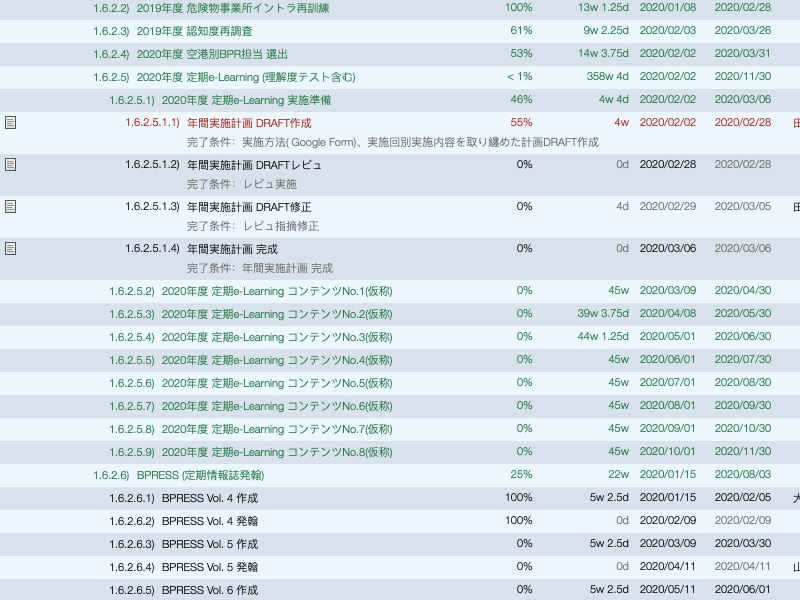 1.6.2.2) 2019年度 危険物事業所イントラ再訓練 100% 13w 1.25d 2020/01/08 2020/02/28
1.6.2.3) 2019年度 認知度再調査 61% 9w 2.25d 2020/02/03 2020/03/26
1.6.2.4) 2020年度 空港別BPR担当 選出 53% 14w 3.75d 2020/02/02 2020/03/31
1.6.2.5) 2020年度 定期e-Learning (理解度テスト含む) < 1% 358w 4d 2020/02/02 2020/11/30
1.6.2.5.1) 2020年度 定期e-Learning 実施準備 46% 4w 4d 2020/02/02 2020/03/06
1.6.2.5.1.1) 年間実施計画 DRAFT作成 55% 4w 2020/02/02 2020/02/28
完了条件: 実施方法( Google Form)、実施回別実施内容を取り纏めた計画DRAFT作成
1.6.2.5.1.2) 年間実施計画 DRAFTレビュ 0% 0d 2020/02/28 2020/02/28
完了条件: レビュ実施
1.6.2.5.1.3) 年間実施計画 DRAFT修正 0% 4d 2020/02/29 2020/03/05
完了条件: レビュ指摘修正
1.6.2.5.1.4) 年間実施計画 完成 0% 0d 2020/03/06 2020/03/06
完了条件: 年間実施計画 完成
1.6.2.5.2) 2020年度 定期e-Learning コンテンツNo.1(仮称) 0% 45w 2020/03/09 2020/04/30
1.6.2.5.3) 2020年度 定期e-Learning コンテンツNo.2(仮称) 0% 39w 3.75d 2020/04/08 2020/05/30
1.6.2.5.4) 2020年度 定期e-Learning コンテンツNo.3(仮称) 0% 44w 1.25d 2020/05/01 2020/06/30
1.6.2.5.5) 2020年度 定期e-Learning コンテンツNo.4(仮称) 0% 45w 2020/06/01 2020/07/30
1.6.2.5.6) 2020年度 定期e-Learning コンテンツNo.5(仮称) 0% 45w 2020/07/01 2020/08/30
1.6.2.5.7) 2020年度 定期e-Learning コンテンツNo.6(仮称) 0% 45w 2020/08/01 2020/09/30
1.6.2.5.8) 2020年度 定期e-Learning コンテンツNo.7(仮称) 0% 45w 2020/09/01 2020/10/30
1.6.2.5.9) 2020年度 定期e-Learning コンテンツNo.8(仮称) 0% 45w 2020/10/01 2020/11/30
1.6.2.6) BPRESS (定期情報誌発翰) 25% 22w 2020/01/15 2020/08/03
1.6.2.6.1) BPRESS Vol. 4 作成 100% 5w 2.5d 2020/01/15 2020/02/05
1.6.2.6.2) BPRESS Vol. 4 発翰 100% 0d 2020/02/09 2020/02/09
1.6.2.6.3) BPRESS Vol. 5 作成 0% 5w 2.5d 2020/03/09 2020/03/30
1.6.2.6.4) BPRESS Vol. 5 発翰 0% 0d 2020/04/11 2020/04/11
1.6.2.6.5) BPRESS Vol. 6 作成 0% 5w 2.5d 2020/05/11 2020/06/01